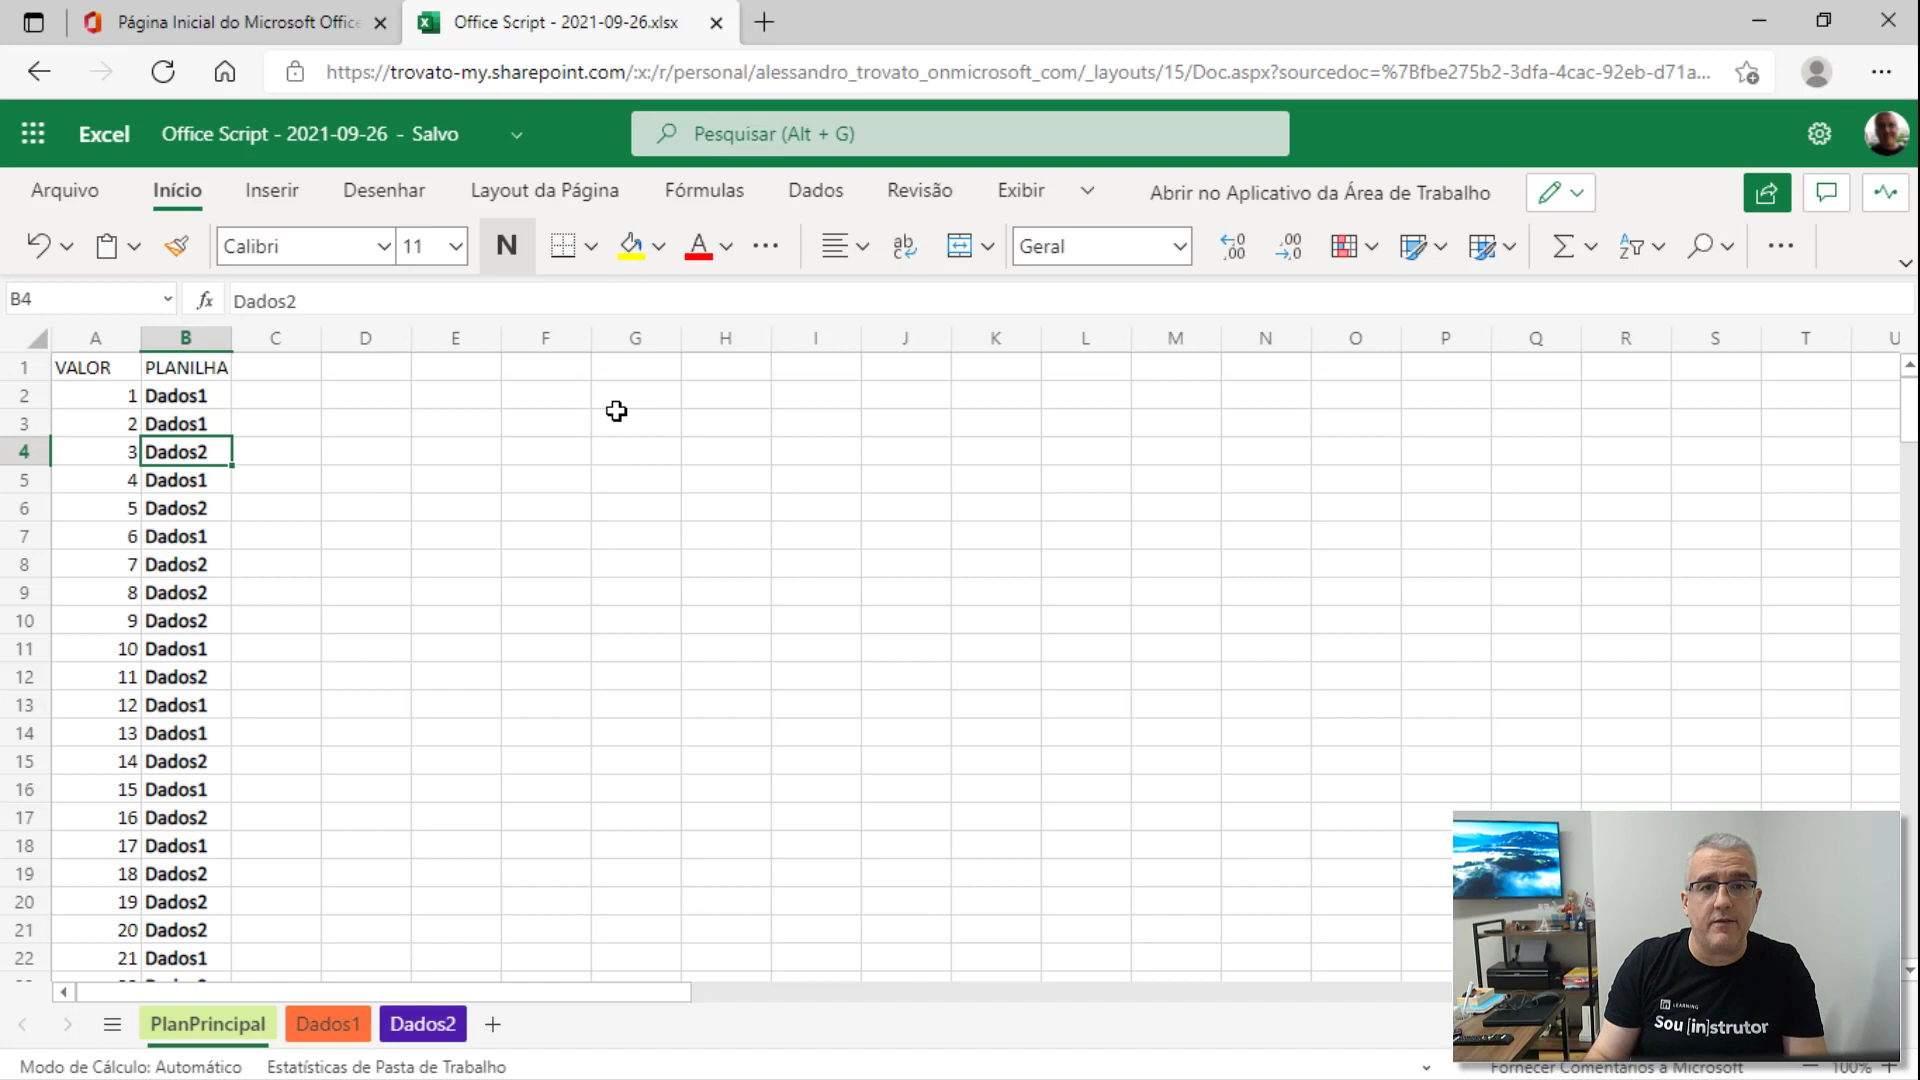 Página Inicial do Microsoft Office
Office Script - 2021-09-26.xlsx
https://trovato-my.sharepoint.com/:x:/r/personal/alessandro_trovato_onmicrosoft_com/_layouts/15/Doc.aspx?sourcedoc=%7Bfbe275b2-3dfa-4cac-92eb-d71a...
Excel Office Script - 2021-09-26 - Salvo
Pesquisar (Alt + G)
Arquivo Início Inserir Desenhar Layout da Página Fórmulas Dados Revisão Exibir Abrir no Aplicativo da Área de Trabalho
Calibri 11 N A ab Geral
B4 fx Dados2
A B C D E F G H I J K L M N O P Q R S T U
1 VALOR PLANILHA
2 1 Dados1
3 2 Dados1
4 3 Dados2
5 4 Dados1
6 5 Dados2
7 6 Dados1
8 7 Dados2
9 8 Dados2
10 9 Dados2
11 10 Dados1
12 11 Dados2
13 12 Dados1
14 13 Dados1
15 14 Dados2
16 15 Dados1
17 16 Dados2
18 17 Dados1
19 18 Dados2
20 19 Dados2
21 20 Dados2
22 21 Dados1
in LEARNING
Sou [in]strutor
PlanPrincipal Dados1 Dados2
Modo de Cálculo: Automático Estatísticas de Pasta de Trabalho Fornecer Comentários à Microsoft 100%